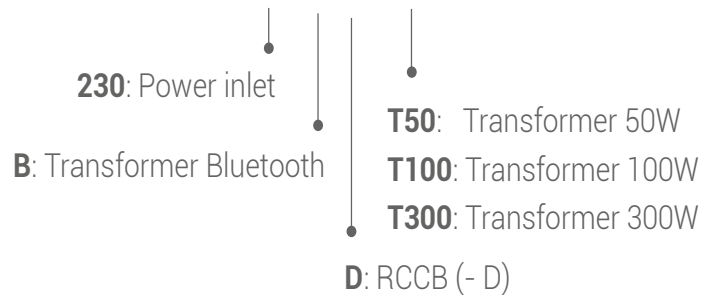 230: Power inlet
B: Transformer Bluetooth
T50: Transformer 50W
T100: Transformer 100W
T300: Transformer 300W
D: RCCB (- D)